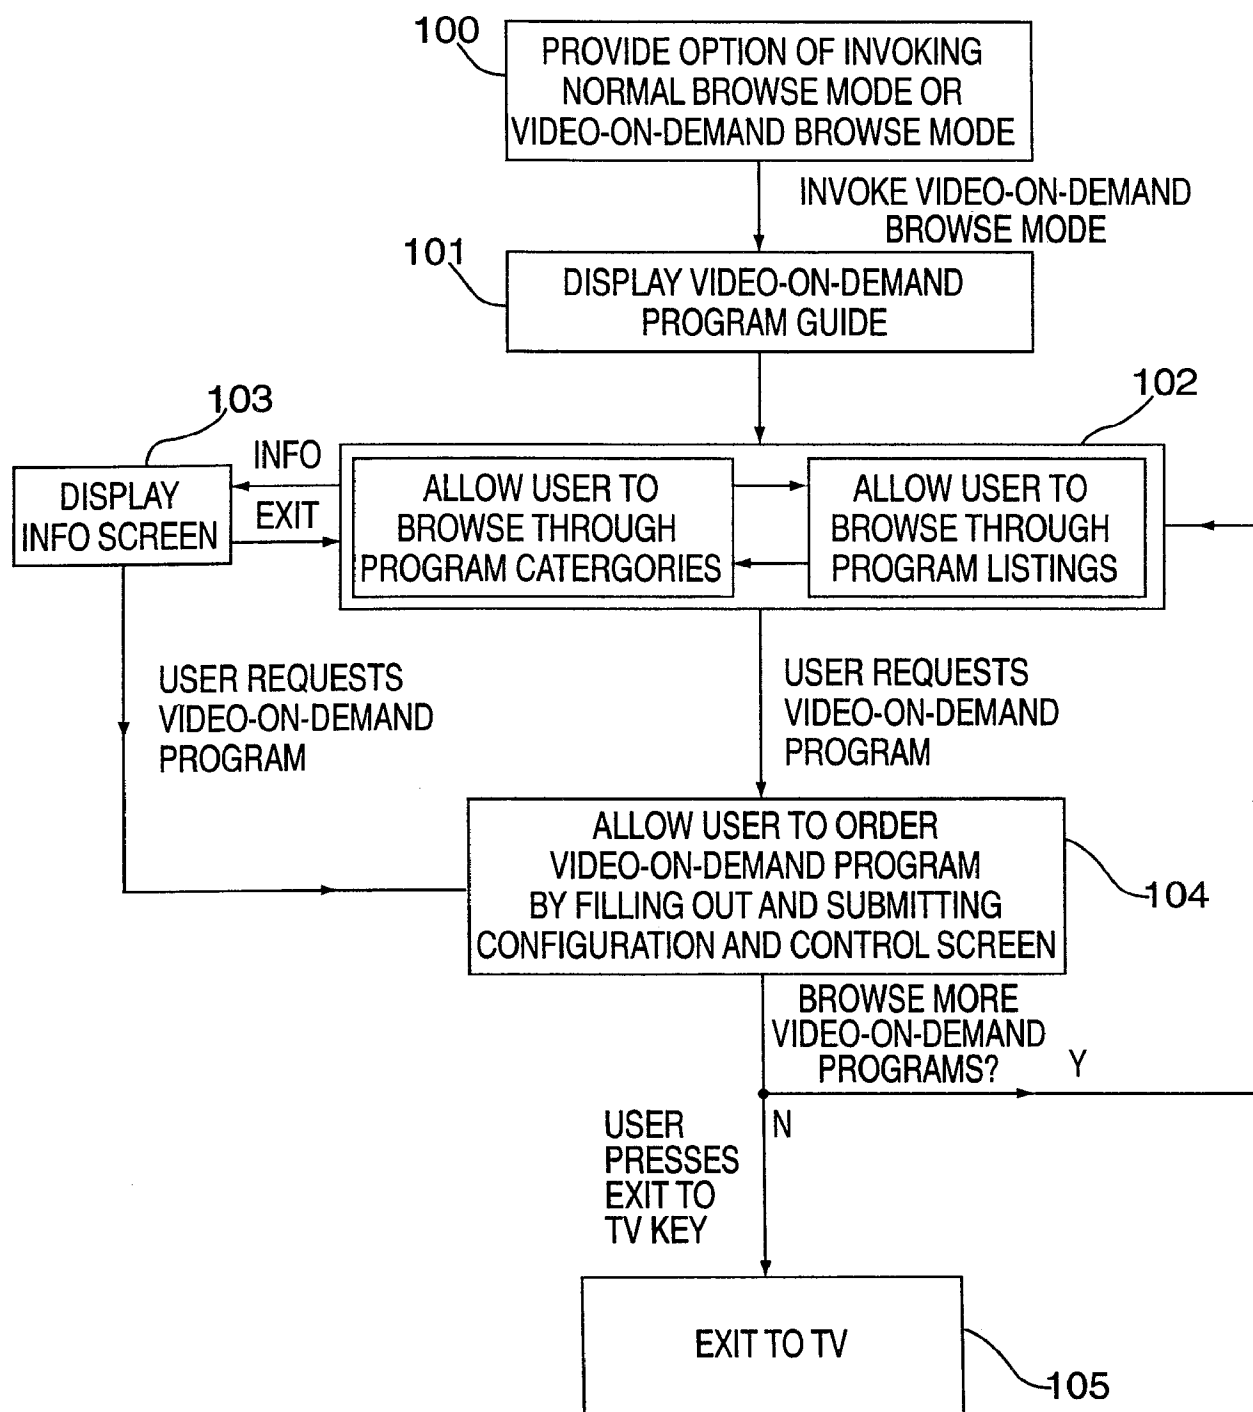 100
PROVIDE OPTION OF INVOKING
NORMAL BROWSE MODE OR
VIDEO-ON-DEMAND BROWSE MODE
INVOKE VIDEO-ON-DEMAND
BROWSE MODE
101
DISPLAY VIDEO-ON-DEMAND
PROGRAM GUIDE
102
103
INFO
EXIT
DISPLAY
INFO SCREEN
ALLOW USER TO
BROWSE THROUGH
PROGRAM CATERGORIES
ALLOW USER TO
BROWSE THROUGH
PROGRAM LISTINGS
USER REQUESTS
VIDEO-ON-DEMAND
PROGRAM
USER REQUESTS
VIDEO-ON-DEMAND
PROGRAM
ALLOW USER TO ORDER
VIDEO-ON-DEMAND PROGRAM
BY FILLING OUT AND SUBMITTING
CONFIGURATION AND CONTROL SCREEN
104
BROWSE MORE
VIDEO-ON-DEMAND
PROGRAMS?
Y
N
USER
PRESSES
EXIT TO
TV KEY
EXIT TO TV
105